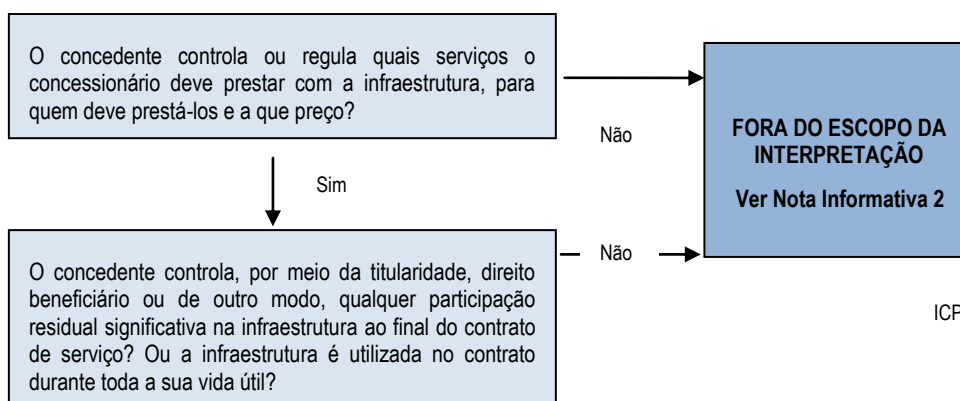 O concedente controla ou regula quais serviços o
concessionário deve prestar com a infraestrutura, para
quem deve prestá-los e a que preço?
Não
FORA DO ESCOPO DA
INTERPRETAÇÃO
Ver Nota Informativa 2
Sim
Não
O concedente controla, por meio da titularidade, direito
beneficiário ou de outro modo, qualquer participação
residual significativa na infraestrutura ao final do contrato
de serviço? Ou a infraestrutura é utilizada no contrato
durante toda a sua vida útil?
ICP